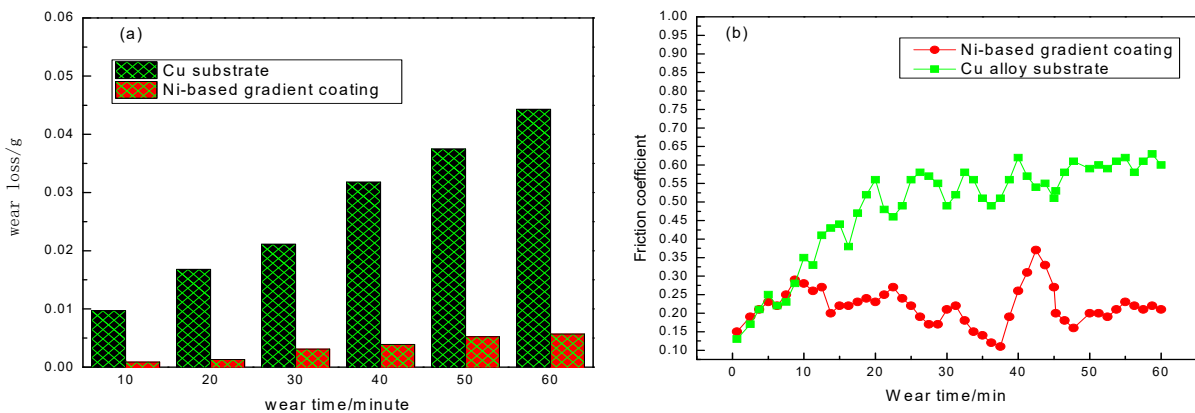 (a)
Cu substrate
Ni-based gradient coating
0.06
0.05
0.04
0.03
0.02
0.01
0.00
wear loss/g
10 20 30 40 50 60
wear time/minute
(b)
Ni-based gradient coating
Cu alloy substrate
1.00
0.95
0.90
0.85
0.80
0.75
0.70
0.65
0.60
0.55
0.50
0.45
0.40
0.35
0.30
0.25
0.20
0.15
0.10
Friction coefficient
0 10 20 30 40 50 60
Wear time/min